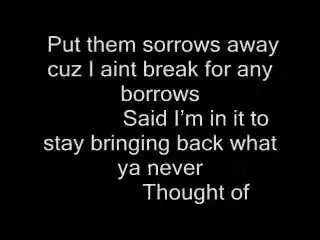 Put them sorrows away
cuz I aint break for any
borrows
Said I’m in it to
stay bringing back what
ya never
Thought of